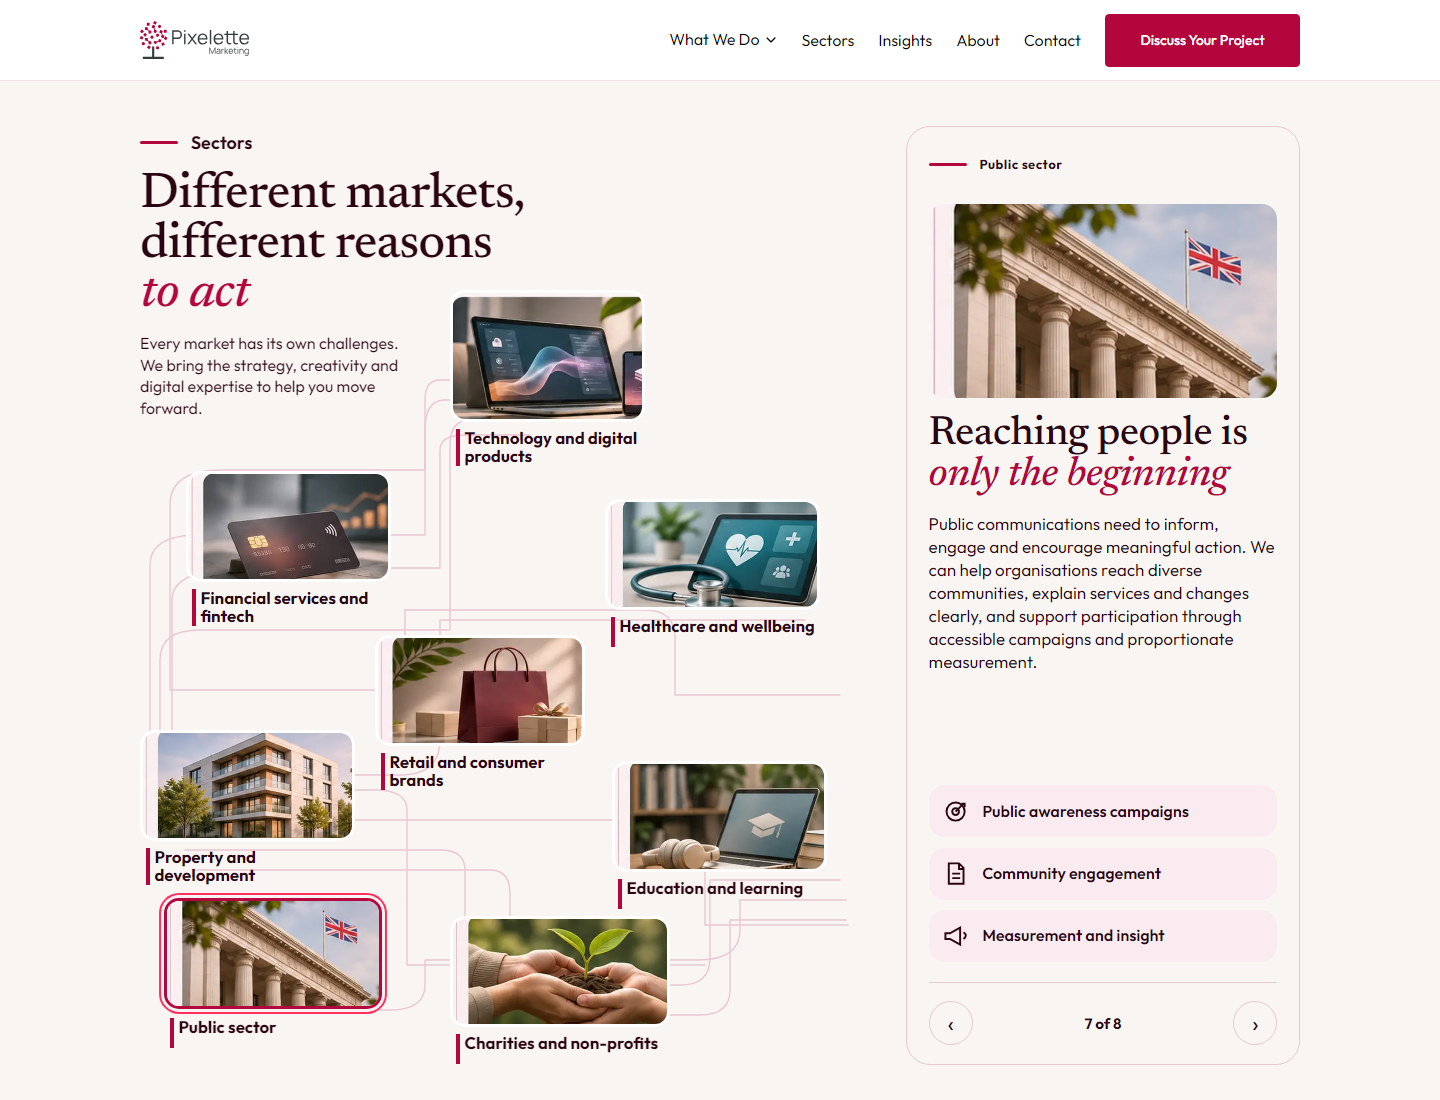 Pixelette
Marketing
What We Do
Sectors
Insights
About
Contact
Discuss Your Project
Sectors
Different markets,
different reasons
to act
Every market has its own challenges.
We bring the strategy, creativity and
digital expertise to help you move
forward.
Technology and digital
products
Financial services and
fintech
Healthcare and wellbeing
Retail and consumer
brands
Property and
development
Education and learning
Public sector
Charities and non-profits
Public sector
Reaching people is
only the beginning
Public communications need to inform,
engage and encourage meaningful action. We
can help organisations reach diverse
communities, explain services and changes
clearly, and support participation through
accessible campaigns and proportionate
measurement.
Public awareness campaigns
Community engagement
Measurement and insight
‹
7 of 8
›